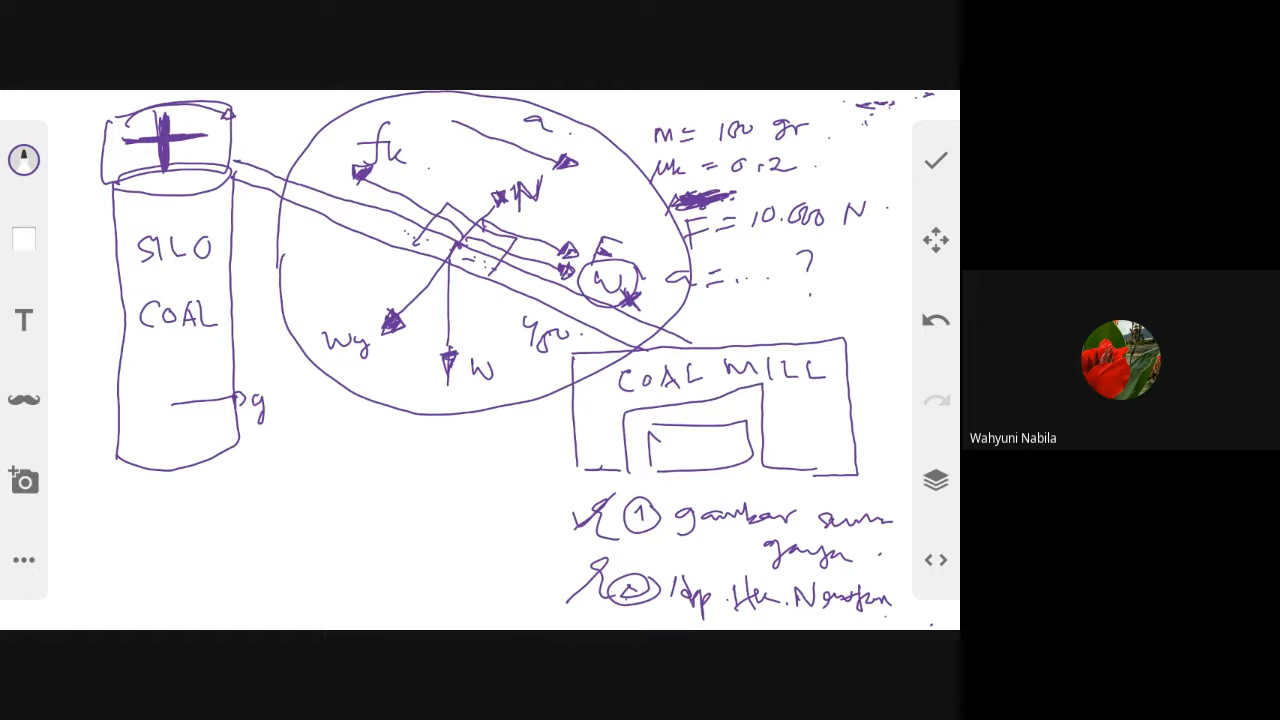 a.
fk
N
m = 100 gr.
μk = 0,2
F = 10.000 N
a = .... ?
SILO
COAL
F
Wx
Wy
W
g
COAL MILL
1 gambar semua
gaya.
2 Hk. Newton
T
Wahyuni Nabila